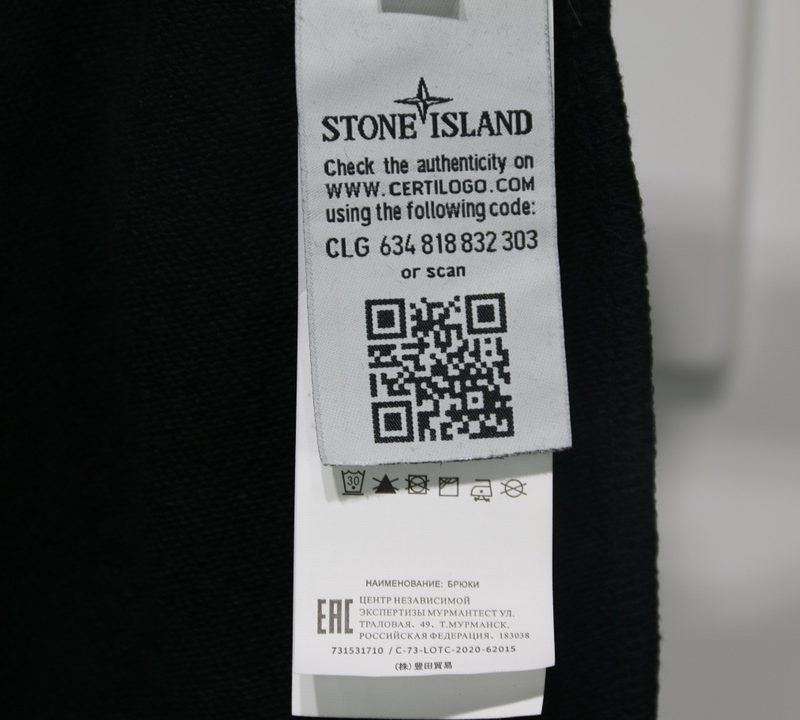 STONE ISLAND
Check the authenticity on
WWW.CERTILOGO.COM
using the following code:
CLG 634 818 832 303
or scan
30
НАИМЕНОВАНИЕ: БРЮКИ
EAC
ЦЕНТР НЕЗАВИСИМОЙ
ЭКСПЕРТИЗЫ МУРМАНТЕСТ УЛ.
ТРАЛОВАЯ. 49. Т.МУРМАНСК.
РОССИЙСКАЯ ФЕДЕРАЦИЯ. 183038
731531710 / C-73-LOTC-2020-62015
(株) 豊田貿易